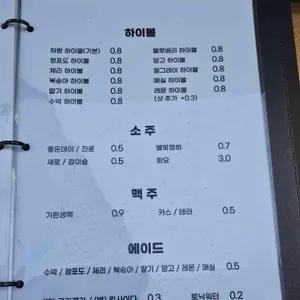 하이볼
하랑 하이볼(기본) 0.8 블루베리 하이볼 0.8
청포도 하이볼 0.8 망고 하이볼 0.8
체리 하이볼 0.8 얼그레이 하이볼 0.8
복숭아 하이볼 0.8 매실 하이볼 0.8
딸기 하이볼 0.8 레몬 하이볼 0.8
수박 하이볼 0.8 (샷 추가 +0.3)
소 주
좋은데이 / 진로 0.5 별빛청하 0.7
새로 / 참이슬 0.5 화요 3.0
맥 주
기린생맥 0.9 카스 / 테라 0.5
에이드
수박 / 청포도 / 체리 / 복숭아 / 딸기 / 망고 / 레몬 / 매실 0.5
0.3 토닉워터 0.2